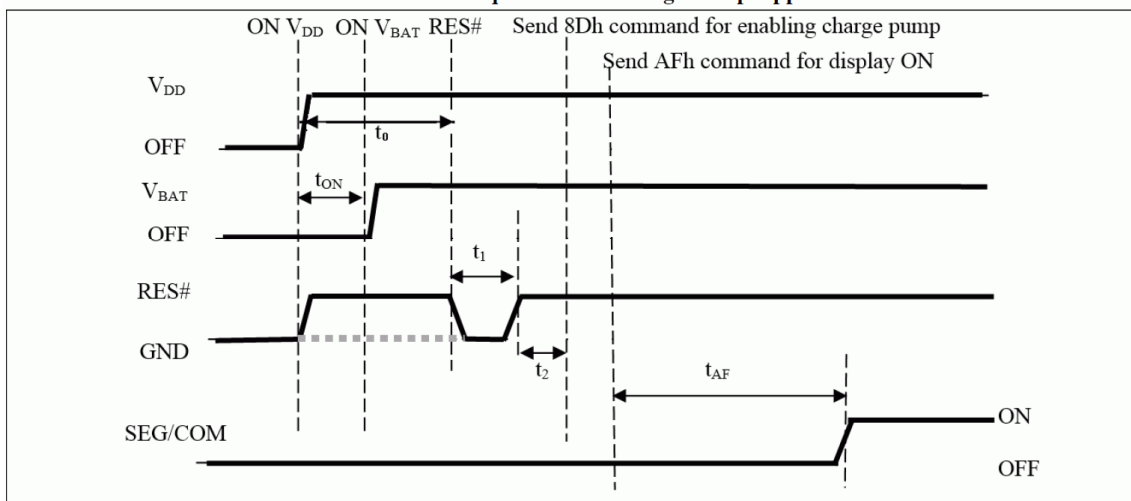 ON VDD ON VBAT RES# Send 8Dh command for enabling charge pump
Send AFh command for display ON
VDD
t0
OFF
tON
VBAT
OFF
t1
RES#
GND
t2
tAF
SEG/COM
ON
OFF